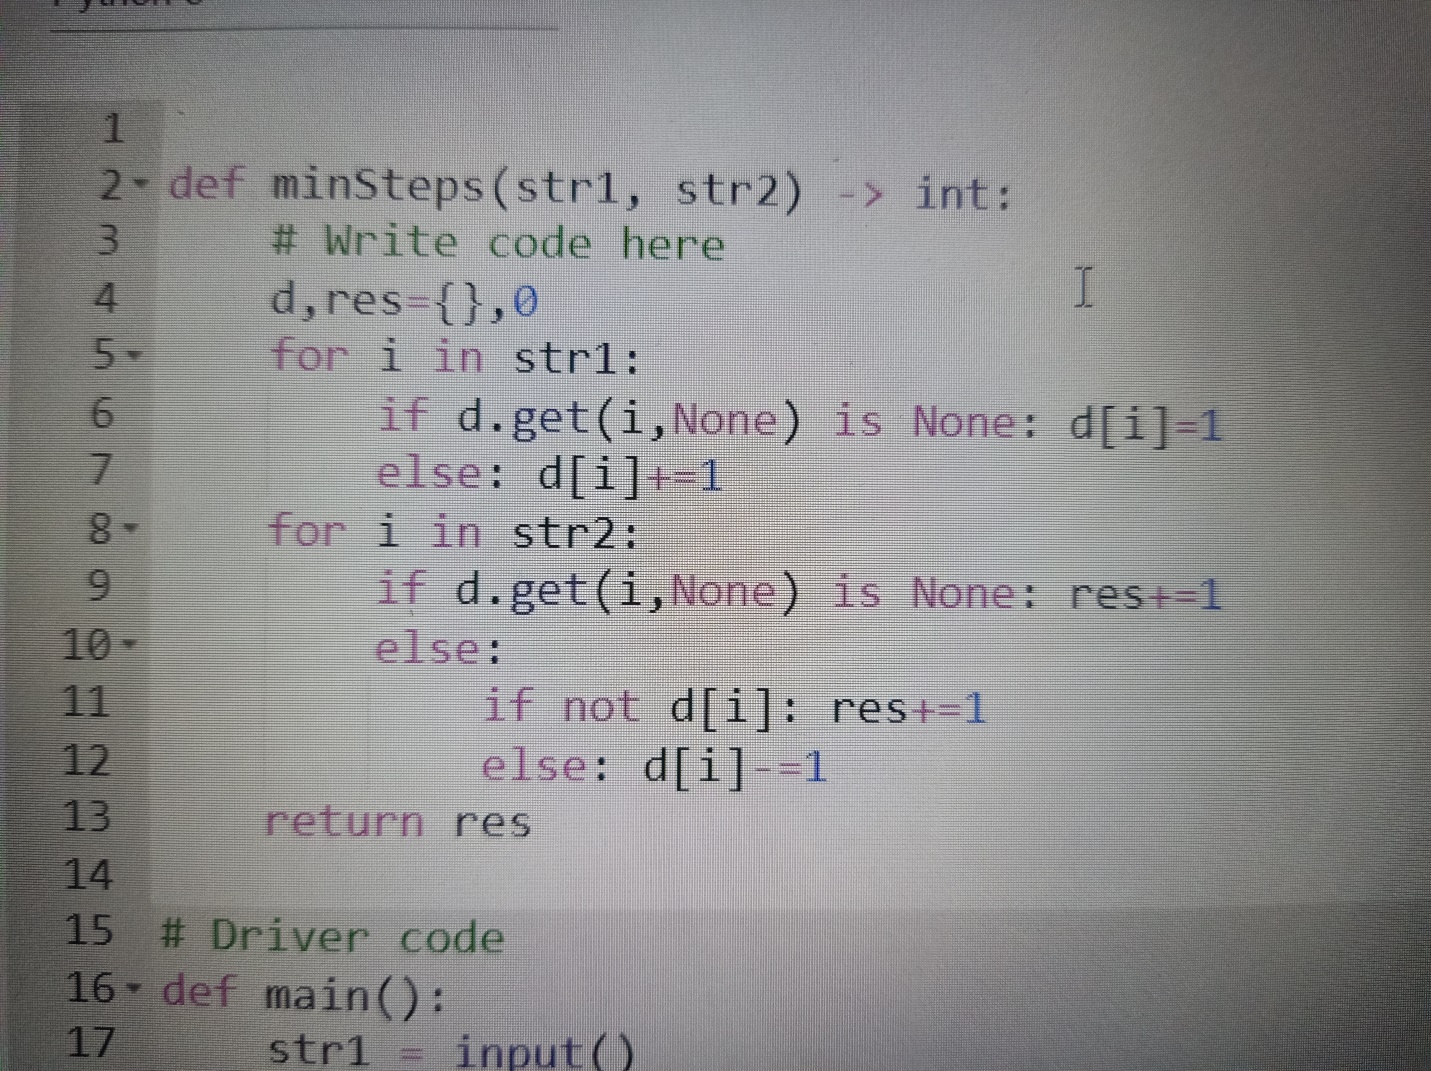 1
2 def minSteps(str1, str2) -> int:
3 # Write code here
4 d,res={},0
5 for i in str1:
6 if d.get(i,None) is None: d[i]=1
7 else: d[i]+=1
8 for i in str2:
9 if d.get(i,None) is None: res+=1
10 else:
11 if not d[i]: res+=1
12 else: d[i]-=1
13 return res
14
15 # Driver code
16 def main():
17 str1 = input()